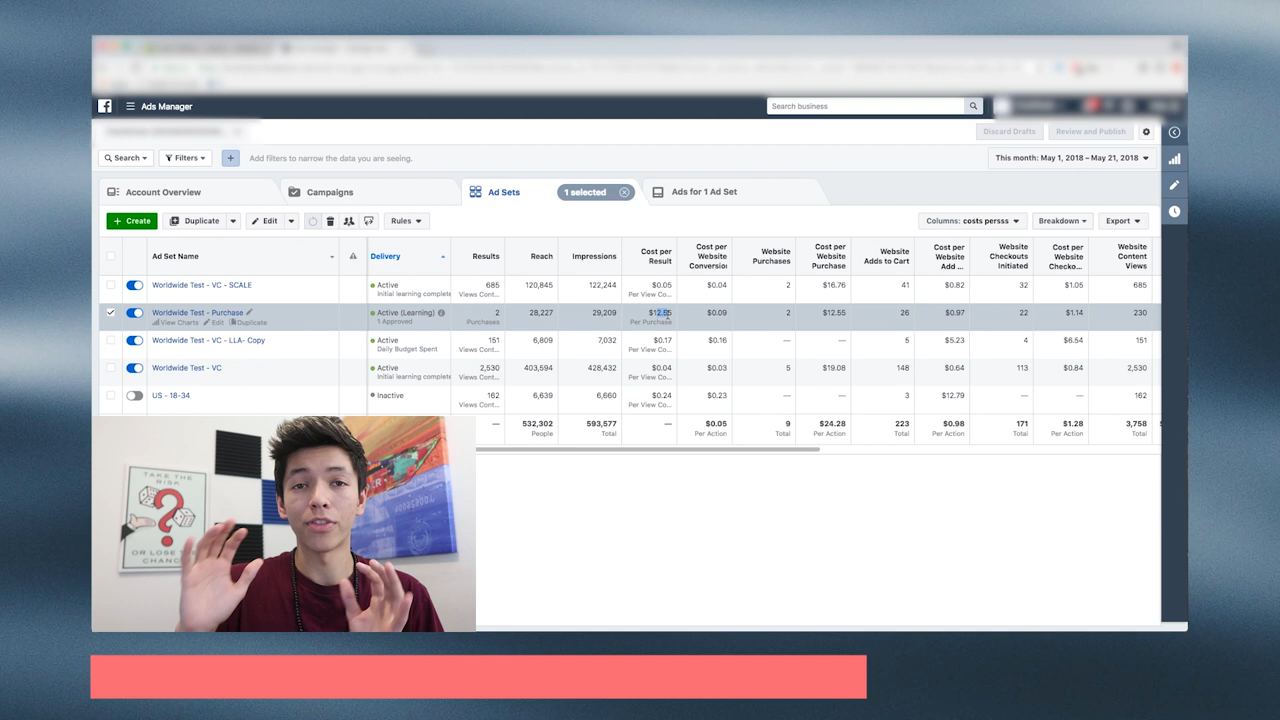 Ads Manager
Search business
Discard Drafts
Review and Publish
Search
Filters
Add filters to narrow the data you are seeing.
This month: May 1, 2018 – May 21, 2018
Account Overview
Campaigns
Ad Sets
1 selected
Ads for 1 Ad Set
+ Create
Duplicate
Edit
Rules
Columns: costs persss
Breakdown
Export
Ad Set Name Delivery Results Reach Impressions Cost per Result Cost per Website Conversion Website Purchases Cost per Website Purchase Website Adds to Cart Cost per Website Add ... Website Checkouts Initiated Cost per Website Checko... Website Content Views
Worldwide Test - VC - SCALE Active 685 120,845 122,244 $0.05 $0.04 2 $16.76 41 $0.82 32 $1.05 685
Initial learning complete Views Cont... Per View Co...
Worldwide Test - Purchase Active (Learning) 2 28,227 29,209 $12.55 $0.09 2 $12.55 26 $0.97 23 $1.14 230
View Charts Edit Duplicate 1 Approved Purchases Per Purchase
Worldwide Test - VC - LLA- Copy Active 151 6,809 7,032 $0.17 $0.16 — — 5 $5.23 4 $6.54 151
Daily Budget Spent Views Cont... Per View Co...
Worldwide Test - VC Active 2,530 403,594 428,432 $0.04 $0.03 5 $19.08 148 $0.64 113 $0.84 2,530
Initial learning complete Views Cont... Per View Co...
US - 18-34 Inactive 162 6,639 6,660 $0.24 $0.23 — — 3 $12.79 — — 162
Views Cont... Per View Co...
— 532,302 593,577 — $0.05 9 $24.28 223 $0.98 171 $1.28 3,758
People Total Per Action Total Per Action Total Per Action Total Per Action Total
TAKE THE
RISK
OR LOSE THE
CHANCE